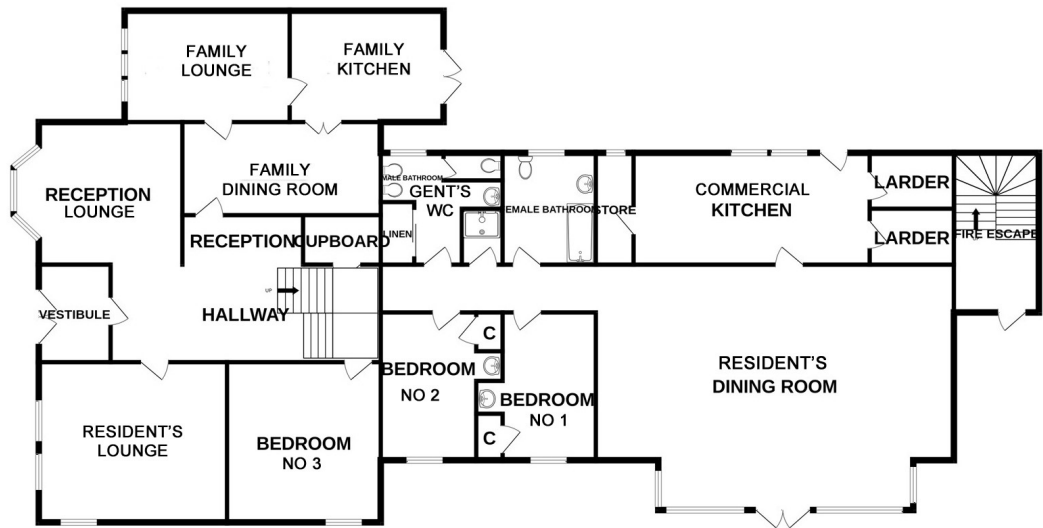 FAMILY
LOUNGE
FAMILY
KITCHEN
RECEPTION
LOUNGE
FAMILY
DINING ROOM
MALE BATHROOM
GENT'S
WC
LINEN
EMALE BATHROOM
STORE
COMMERCIAL
KITCHEN
LARDER
LARDER
FIRE ESCAPE
RECEPTION
CUPBOARD
VESTIBULE
UP
HALLWAY
RESIDENT'S
LOUNGE
BEDROOM
NO 3
BEDROOM
NO 2
C
BEDROOM
NO 1
C
RESIDENT'S
DINING ROOM